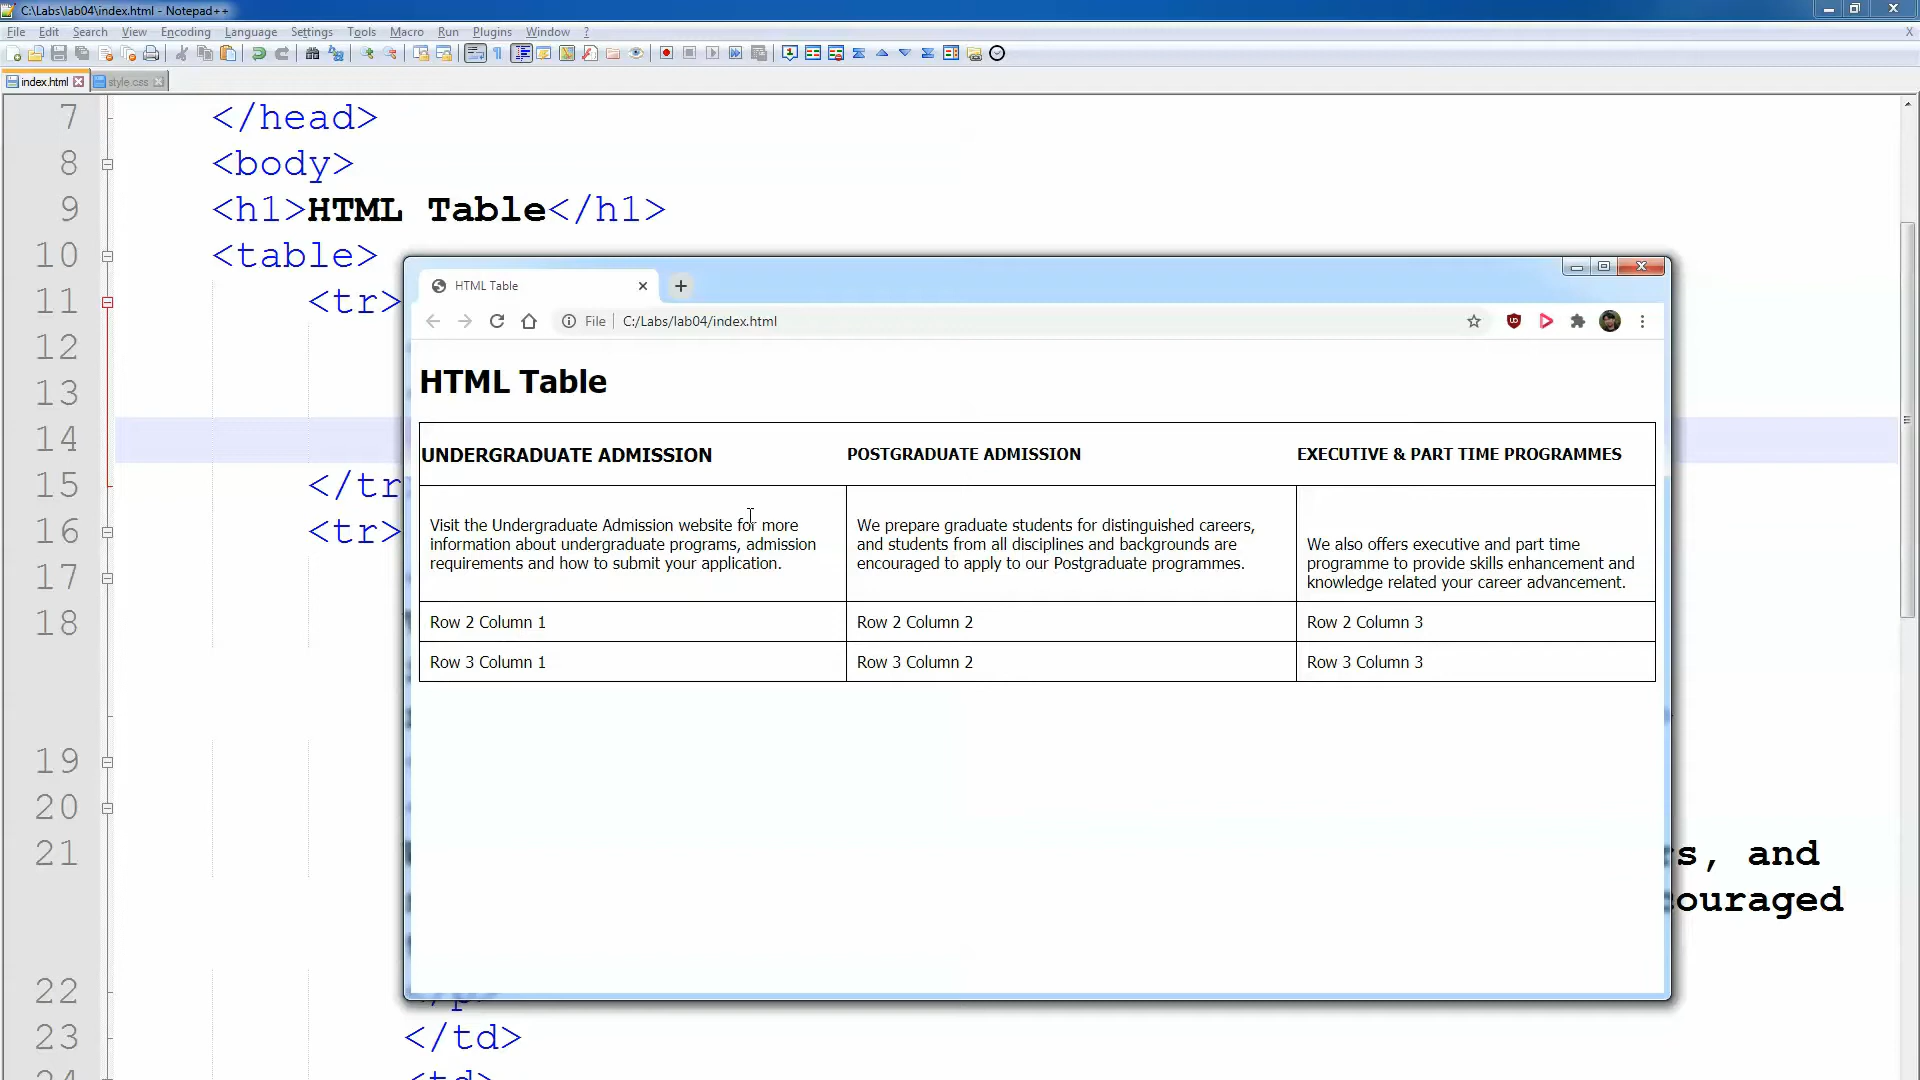 C:\Labs\lab04\index.html - Notepad++
File Edit Search View Encoding Language Settings Tools Macro Run Plugins Window ? X
index.html style.css
7 </head>
8 <body>
9 <h1>HTML Table</h1>
10 <table>
11 <tr>
12
13
14
15 </tr
16 <tr>
17
18
19
20
21 s, and
ouraged
22
23 </td>
24 <td>
HTML Table
File C:/Labs/lab04/index.html
HTML Table
UNDERGRADUATE ADMISSION POSTGRADUATE ADMISSION EXECUTIVE & PART TIME PROGRAMMES
Visit the Undergraduate Admission website for more
information about undergraduate programs, admission
requirements and how to submit your application.
We prepare graduate students for distinguished careers,
and students from all disciplines and backgrounds are
encouraged to apply to our Postgraduate programmes.
We also offers executive and part time
programme to provide skills enhancement and
knowledge related your career advancement.
Row 2 Column 1 Row 2 Column 2 Row 2 Column 3
Row 3 Column 1 Row 3 Column 2 Row 3 Column 3